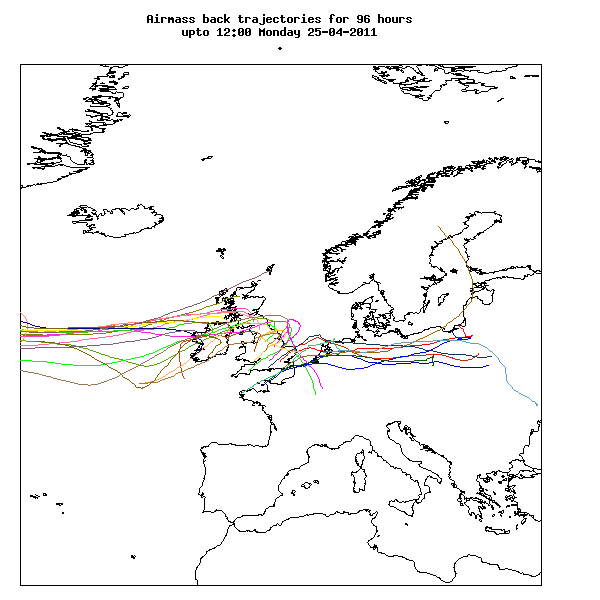 Airmass back trajectories for 96 hours
upto 12:00 Monday 25-04-2011